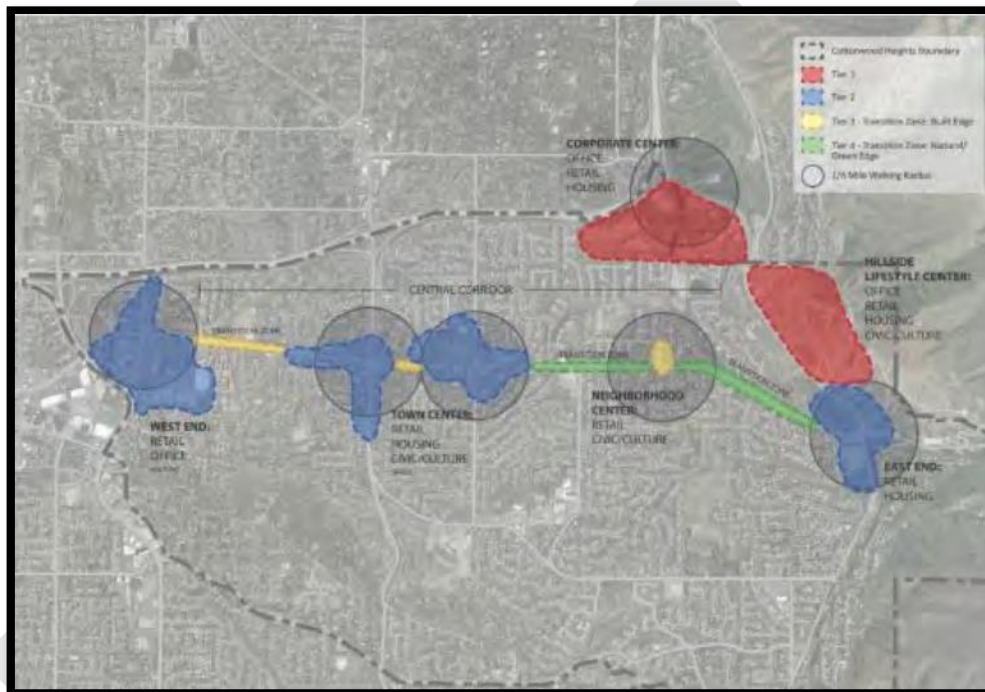 Cottonwood Heights Boundary
Tier 1
Tier 2
Tier 3 - Transition Zone: Built Edge
Tier 4 - Transition Zone: Natural/
Green Edge
1/6 Mile Walking Radius
CORPORATE CENTER:
OFFICE
RETAIL
HOUSING
HILLSIDE
LIFESTYLE CENTER:
OFFICE
RETAIL
HOUSING
CIVIC/CULTURE
CENTRAL CORRIDOR
TRANSITION ZONE
TRANSITION ZONE
TRANSITION ZONE
WEST END:
RETAIL
OFFICE
TOWN CENTER:
RETAIL
HOUSING
CIVIC/CULTURE
NEIGHBORHOOD
CENTER:
RETAIL
CIVIC/CULTURE
EAST END:
RETAIL
HOUSING